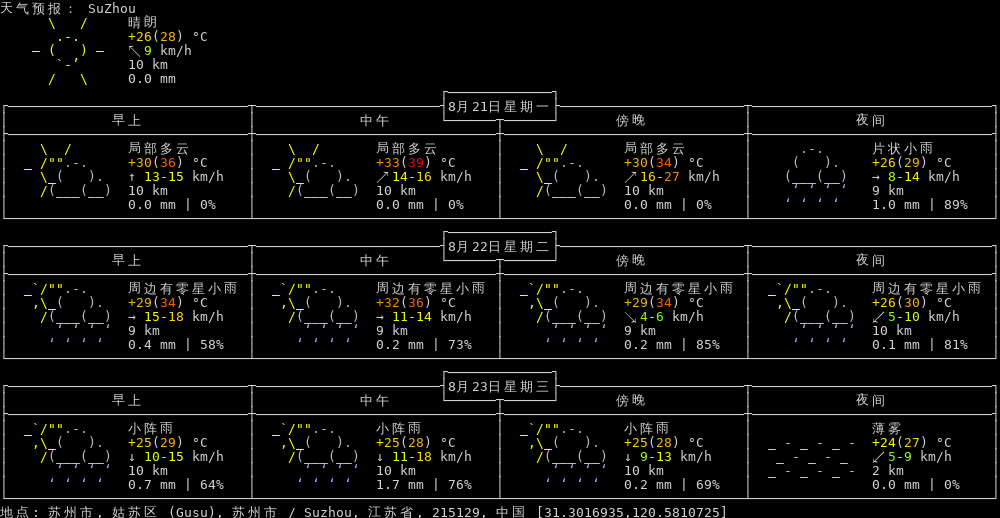 天气预报: SuZhou
晴朗
+26(28) °C
↖ 9 km/h
10 km
0.0 mm
8月21日星期一
早上 中午 傍晚 夜间
局部多云 局部多云 局部多云 片状小雨
+30(36) °C +33(39) °C +30(34) °C +26(29) °C
↑ 13-15 km/h ↗ 14-16 km/h ↗ 16-27 km/h → 8-14 km/h
10 km 10 km 10 km 9 km
0.0 mm | 0% 0.0 mm | 0% 0.0 mm | 0% 1.0 mm | 89%
8月22日星期二
早上 中午 傍晚 夜间
周边有零星小雨 周边有零星小雨 周边有零星小雨 周边有零星小雨
+29(34) °C +32(36) °C +29(34) °C +26(30) °C
→ 15-18 km/h → 11-14 km/h ↘ 4-6 km/h ↙ 5-10 km/h
9 km 9 km 9 km 10 km
0.4 mm | 58% 0.2 mm | 73% 0.2 mm | 85% 0.1 mm | 81%
8月23日星期三
早上 中午 傍晚 夜间
小阵雨 小阵雨 小阵雨 薄雾
+25(29) °C +25(28) °C +25(28) °C +24(27) °C
↓ 10-15 km/h ↓ 11-18 km/h ↓ 9-13 km/h ↙ 5-9 km/h
10 km 10 km 10 km 2 km
0.7 mm | 64% 1.7 mm | 76% 0.2 mm | 69% 0.0 mm | 0%
地点: 苏州市, 姑苏区 (Gusu), 苏州市 / Suzhou, 江苏省, 215129, 中国 [31.3016935,120.5810725]